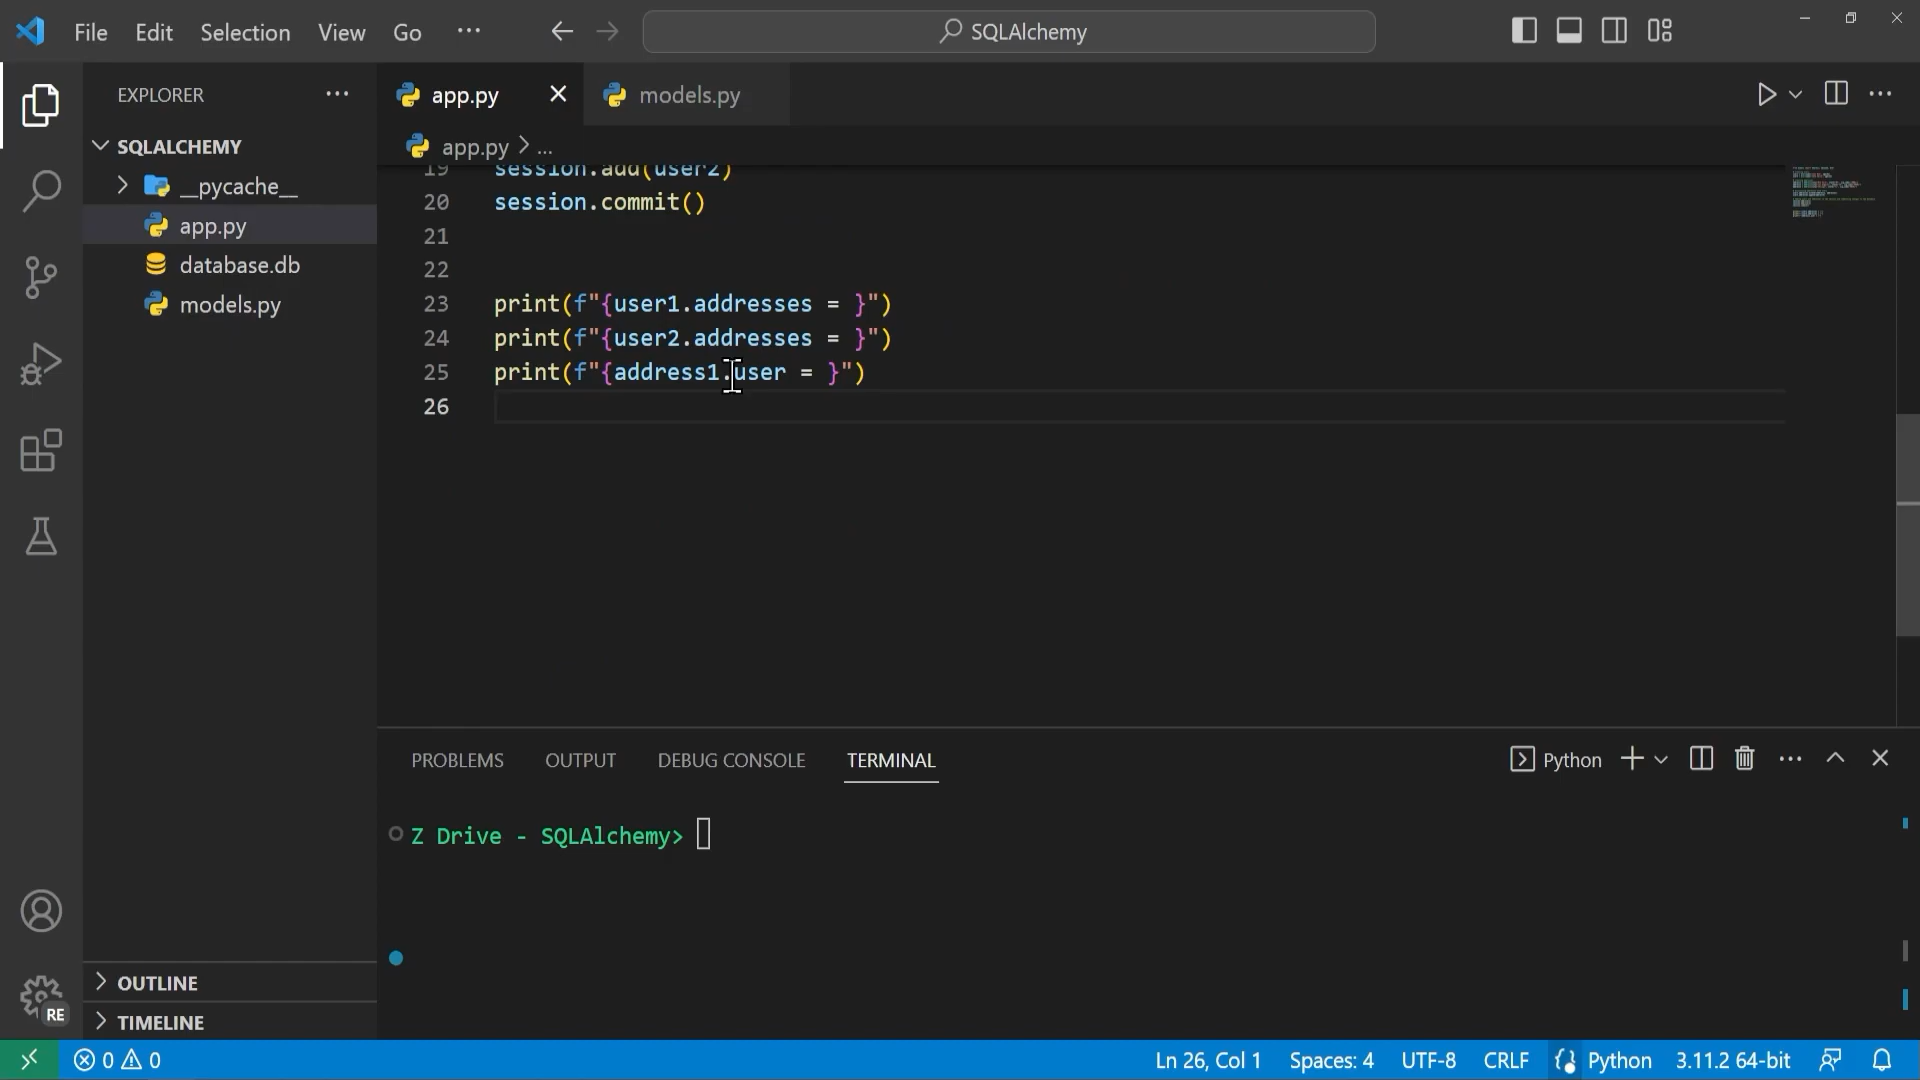 File Edit Selection View Go ... SQLAlchemy
EXPLORER ...
app.py models.py
app.py > ...
SQLALCHEMY
__pycache__
app.py
database.db
models.py
19 session.add(user2)
20 session.commit()
21
22
23 print(f"{user1.addresses = }")
24 print(f"{user2.addresses = }")
25 print(f"{address1.user = }")
26
PROBLEMS OUTPUT DEBUG CONSOLE TERMINAL Python
Z Drive - SQLAlchemy>
OUTLINE
RE
TIMELINE
0 0 Ln 26, Col 1 Spaces: 4 UTF-8 CRLF Python 3.11.2 64-bit